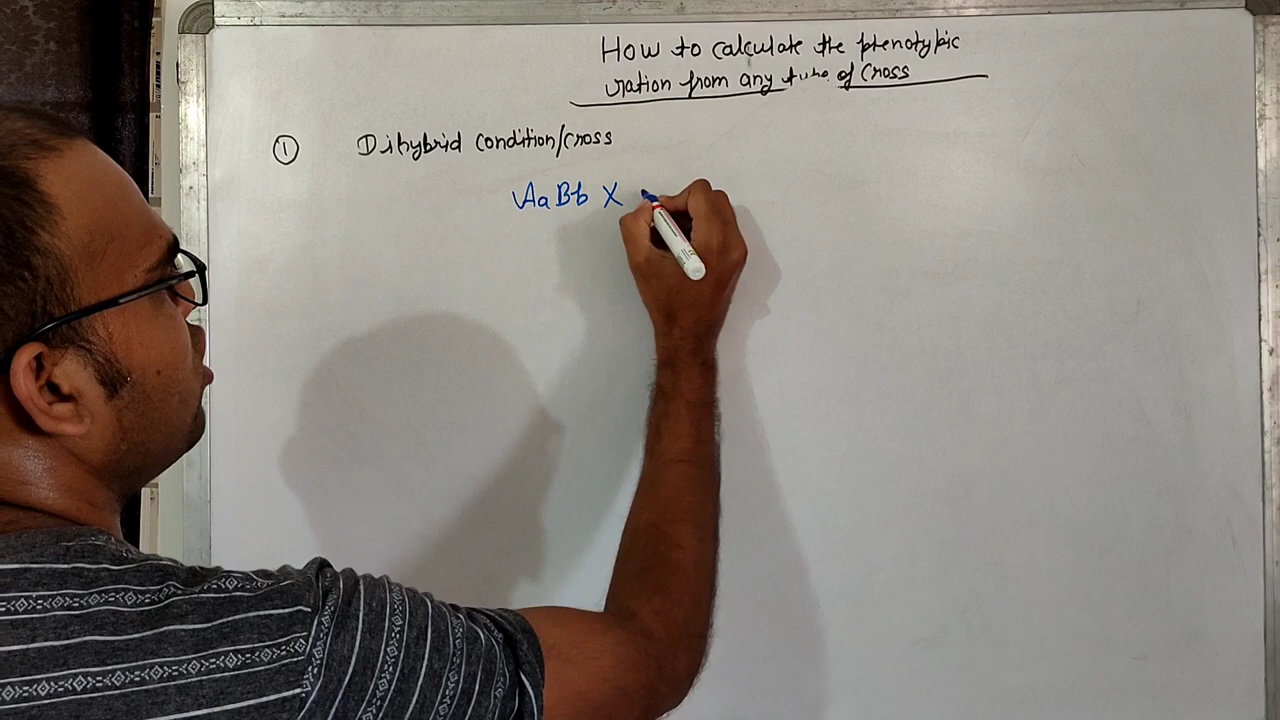 How to calculate the phenotypic
ration from any of Cross
① Dihybrid condition/cross
AaBb X